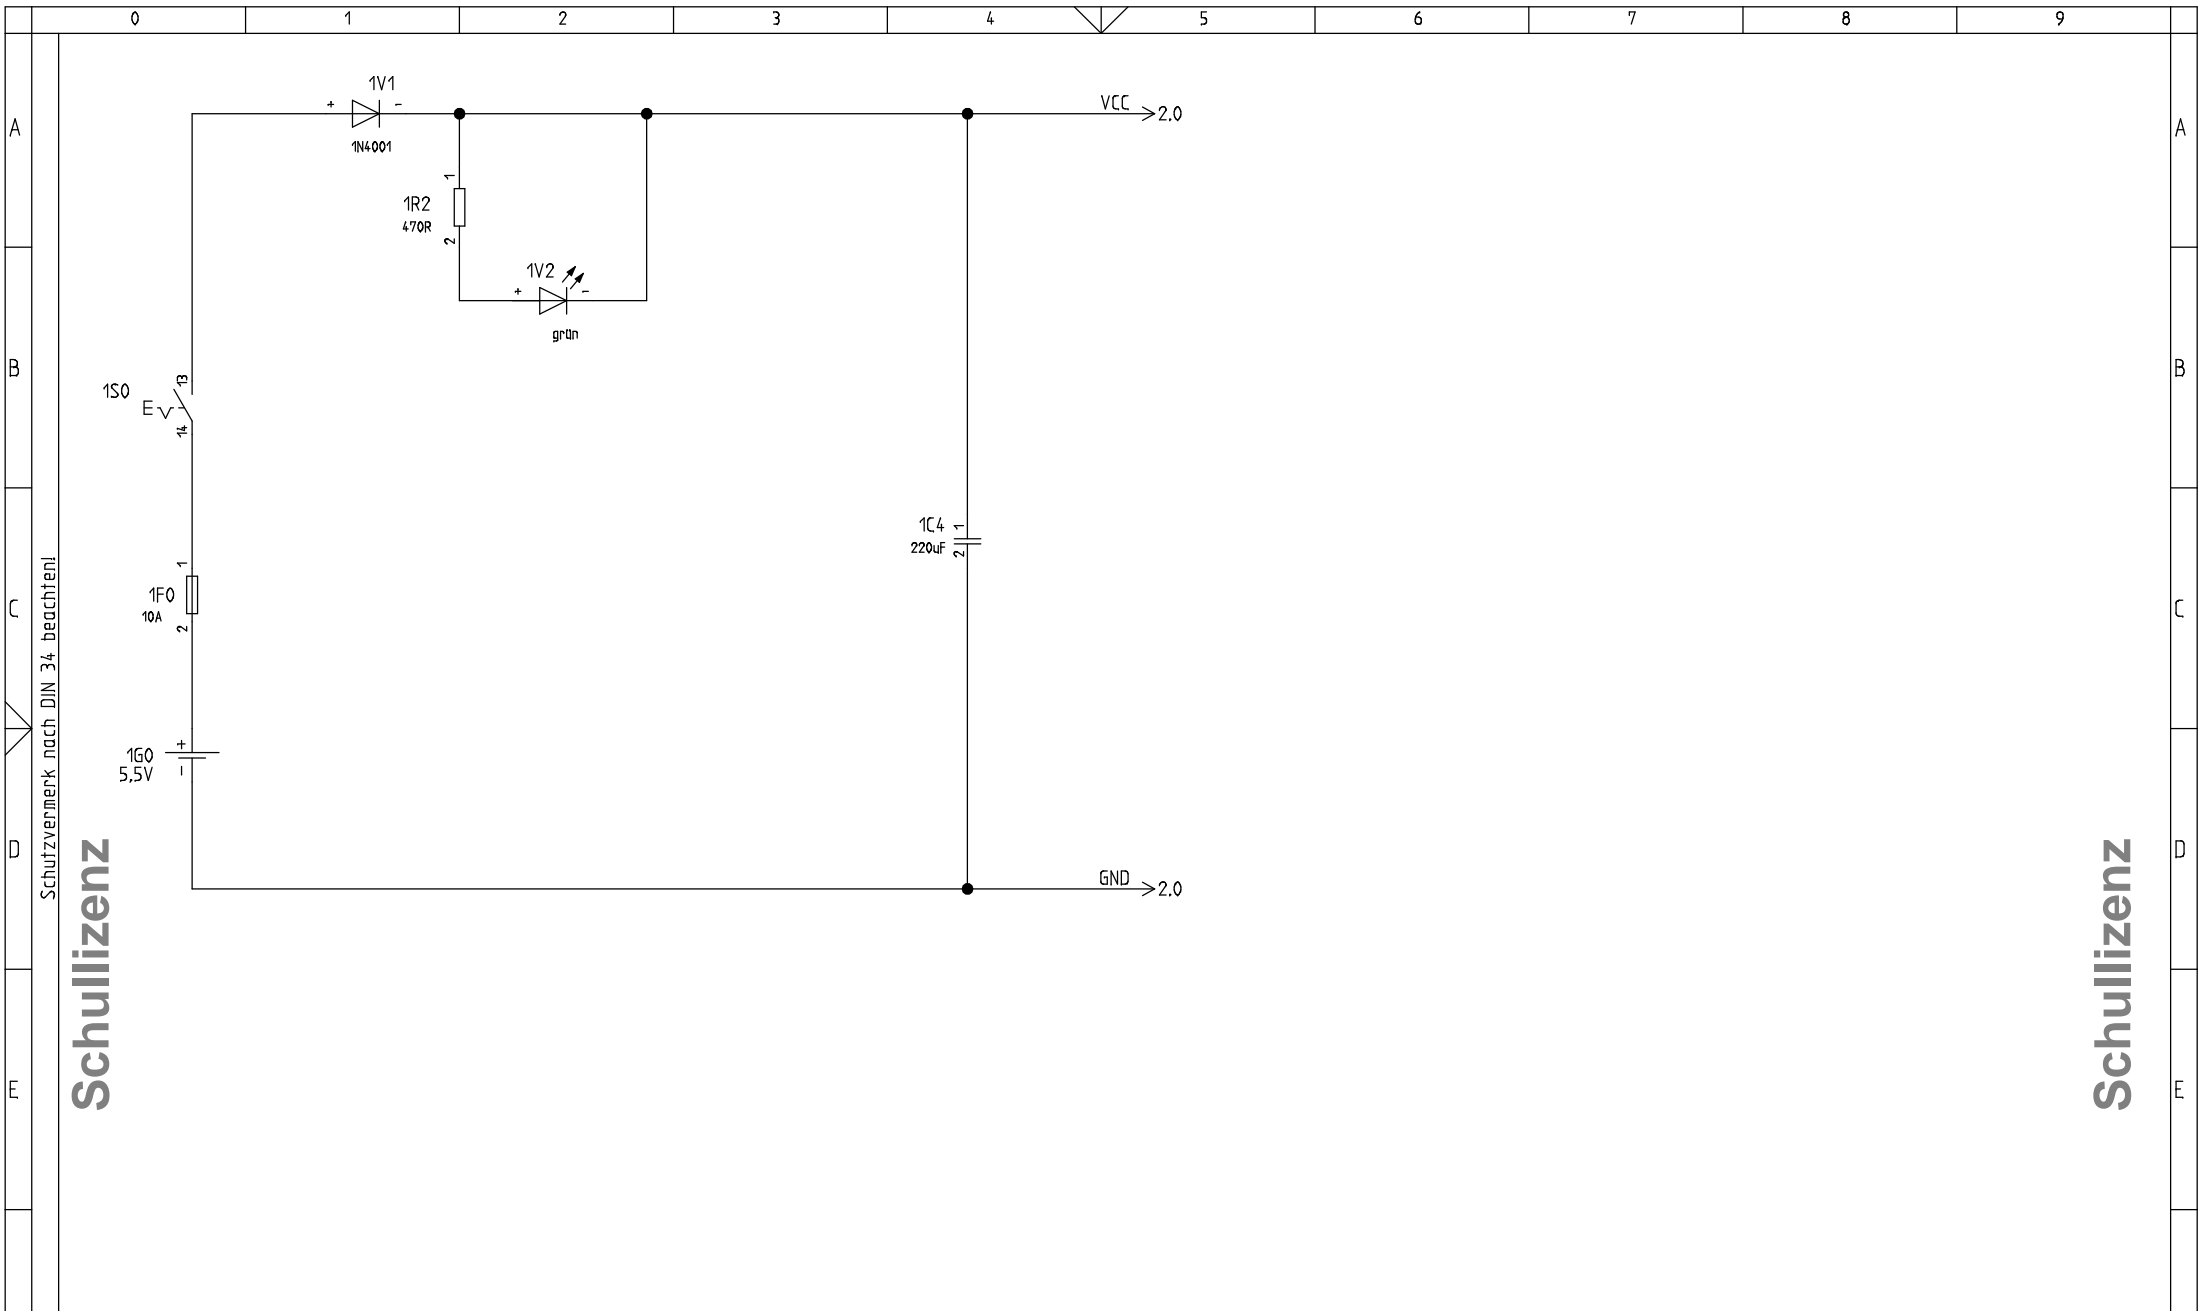 0 1 2 3 4 5 6 7 8 9
A
1V1
+ -
1N4001
VCC
2.0
A
1
1R2
470R
2
1V2
+ -
grün
B
1S0
13
E
14
B
1C4
220uF
1
2
C
1
1F0
10A
2
C
Schutzvermerk nach DIN 34 beachten!
1G0
5,5V
+
-
D
GND
2.0
D
Schullizenz
Schullizenz
E
E